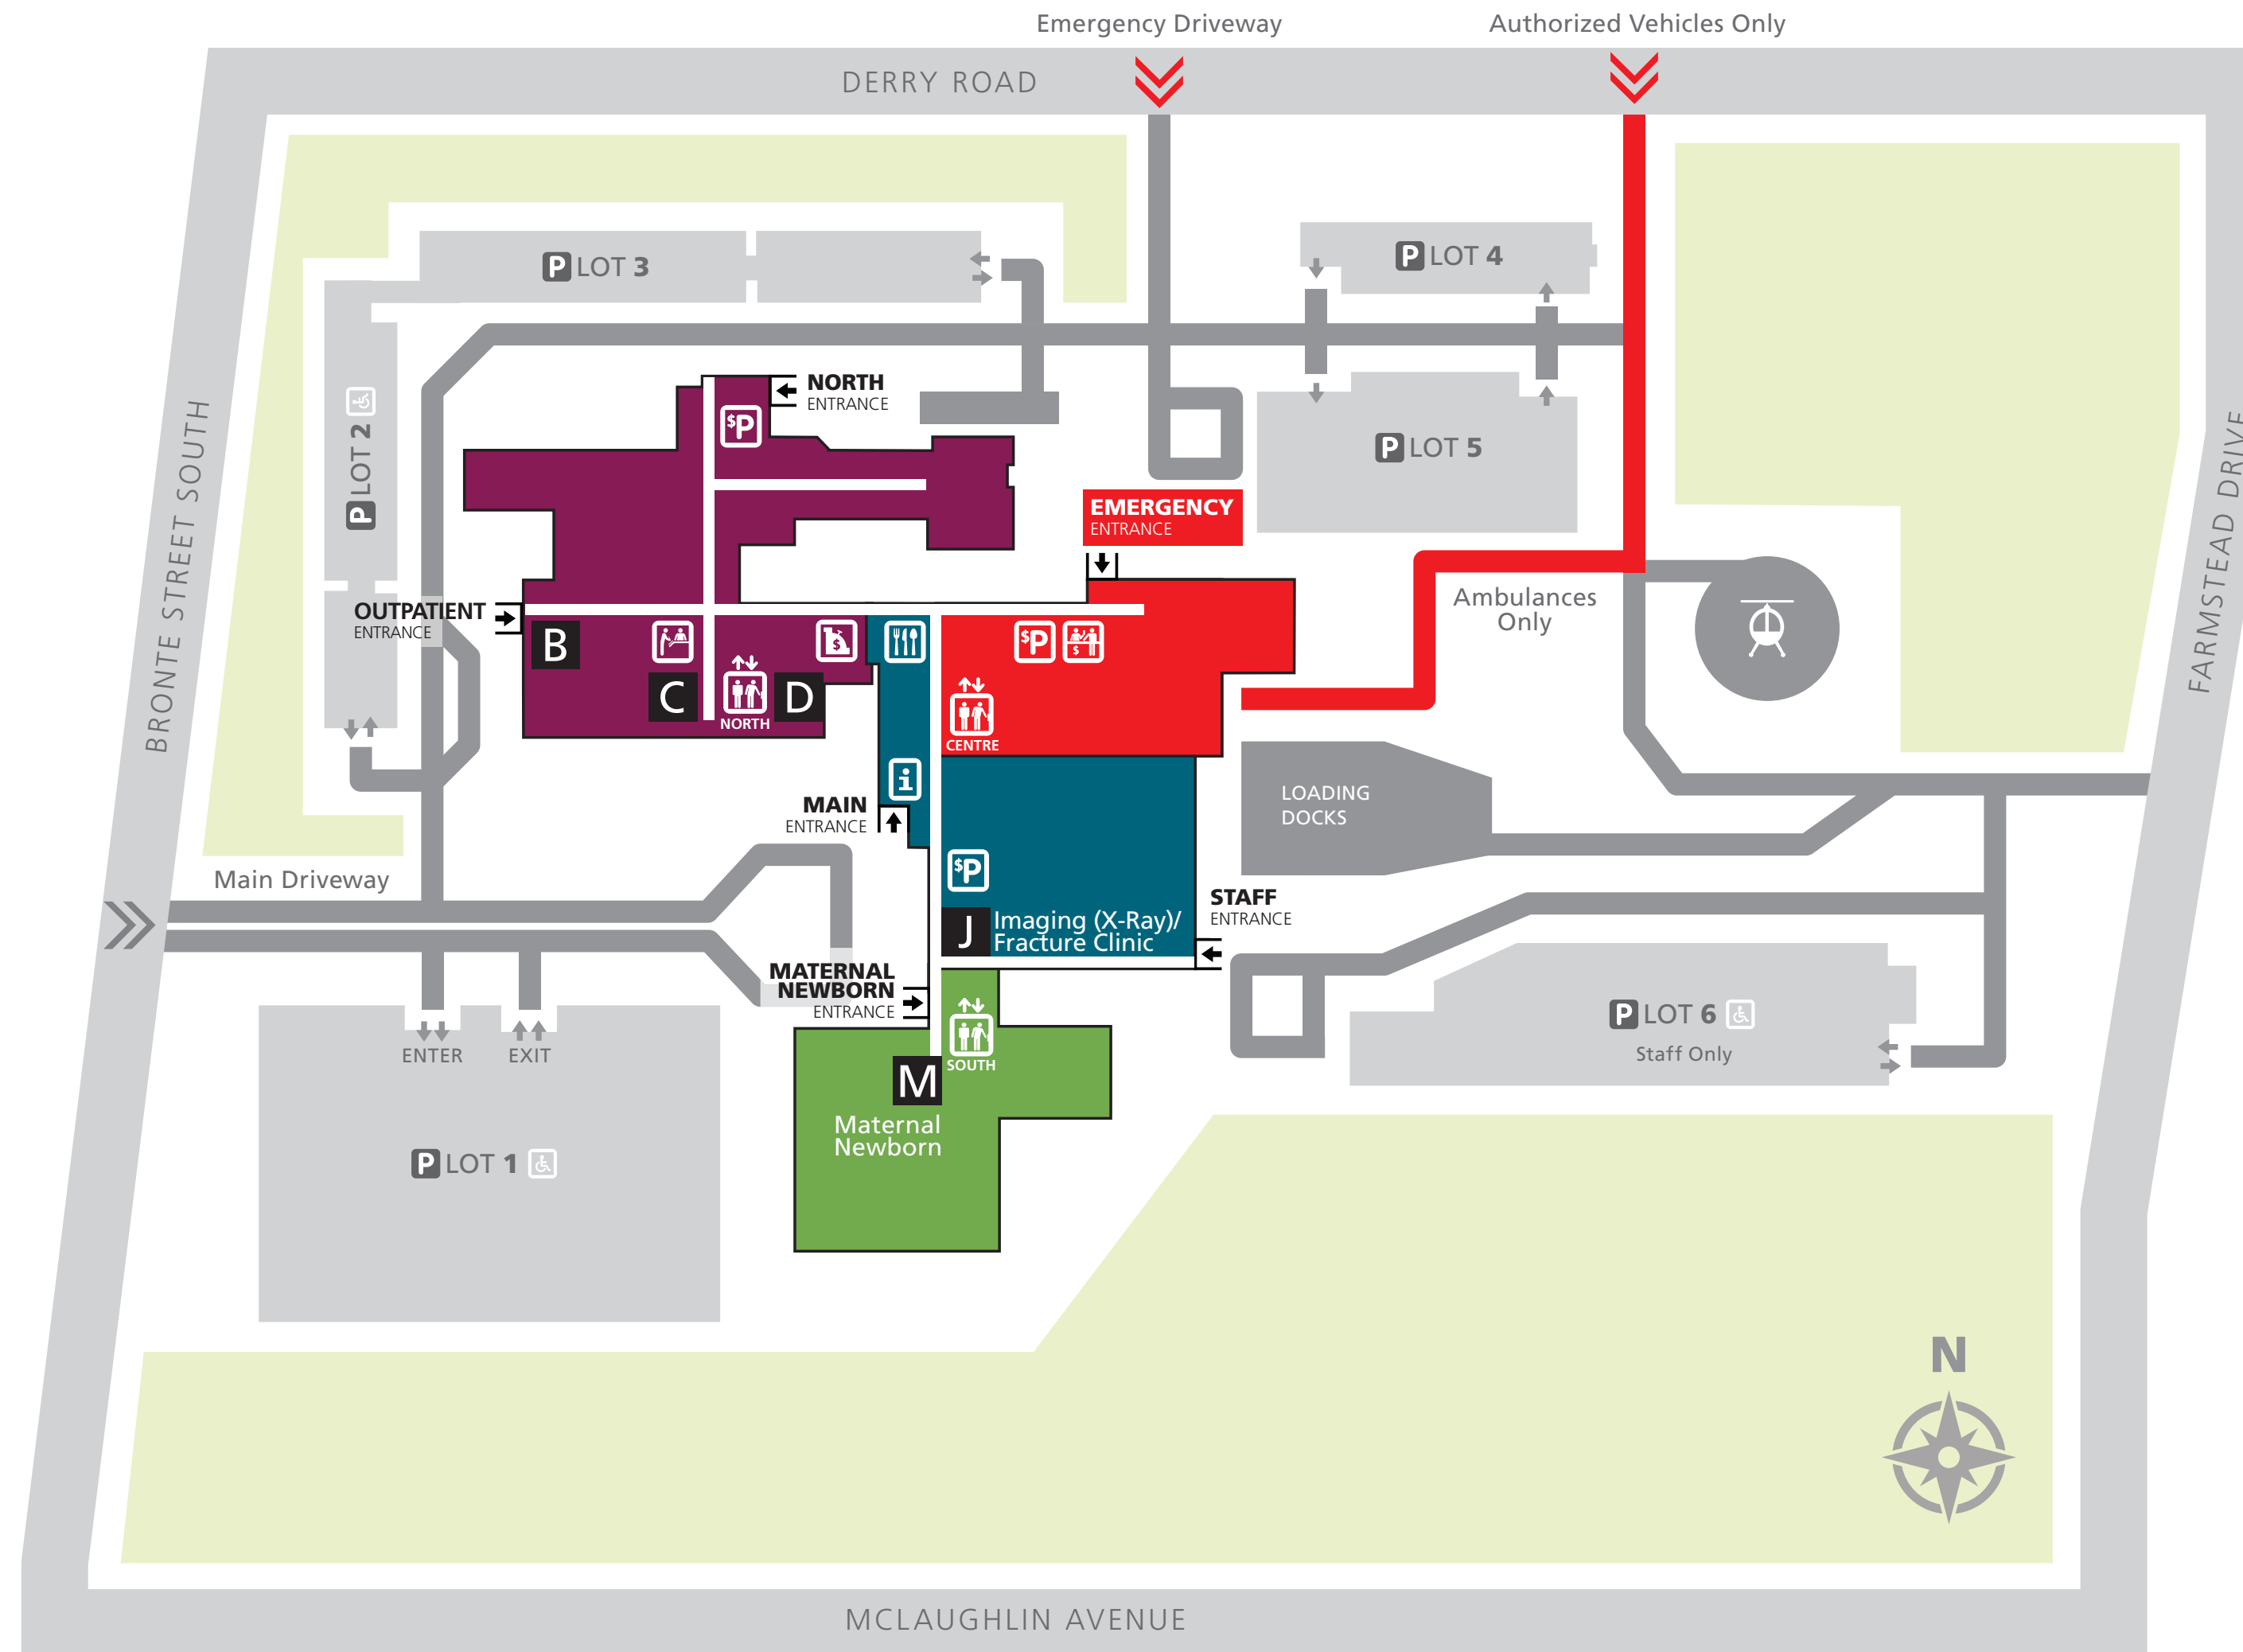 Emergency Driveway
Authorized Vehicles Only
DERRY ROAD
P LOT 3
P LOT 4
NORTH
ENTRANCE
$P
P LOT 2
P LOT 5
BRONTE STREET SOUTH
FARMSTEAD DRIVE
EMERGENCY
ENTRANCE
OUTPATIENT
ENTRANCE
Ambulances
Only
B
$
$P
$
C
D
NORTH
CENTRE
i
LOADING
DOCKS
MAIN
ENTRANCE
Main Driveway
$P
STAFF
ENTRANCE
J
Imaging (X-Ray)/
Fracture Clinic
MATERNAL
NEWBORN
ENTRANCE
P LOT 6
Staff Only
ENTER
EXIT
SOUTH
M
Maternal
Newborn
P LOT 1
N
MCLAUGHLIN AVENUE